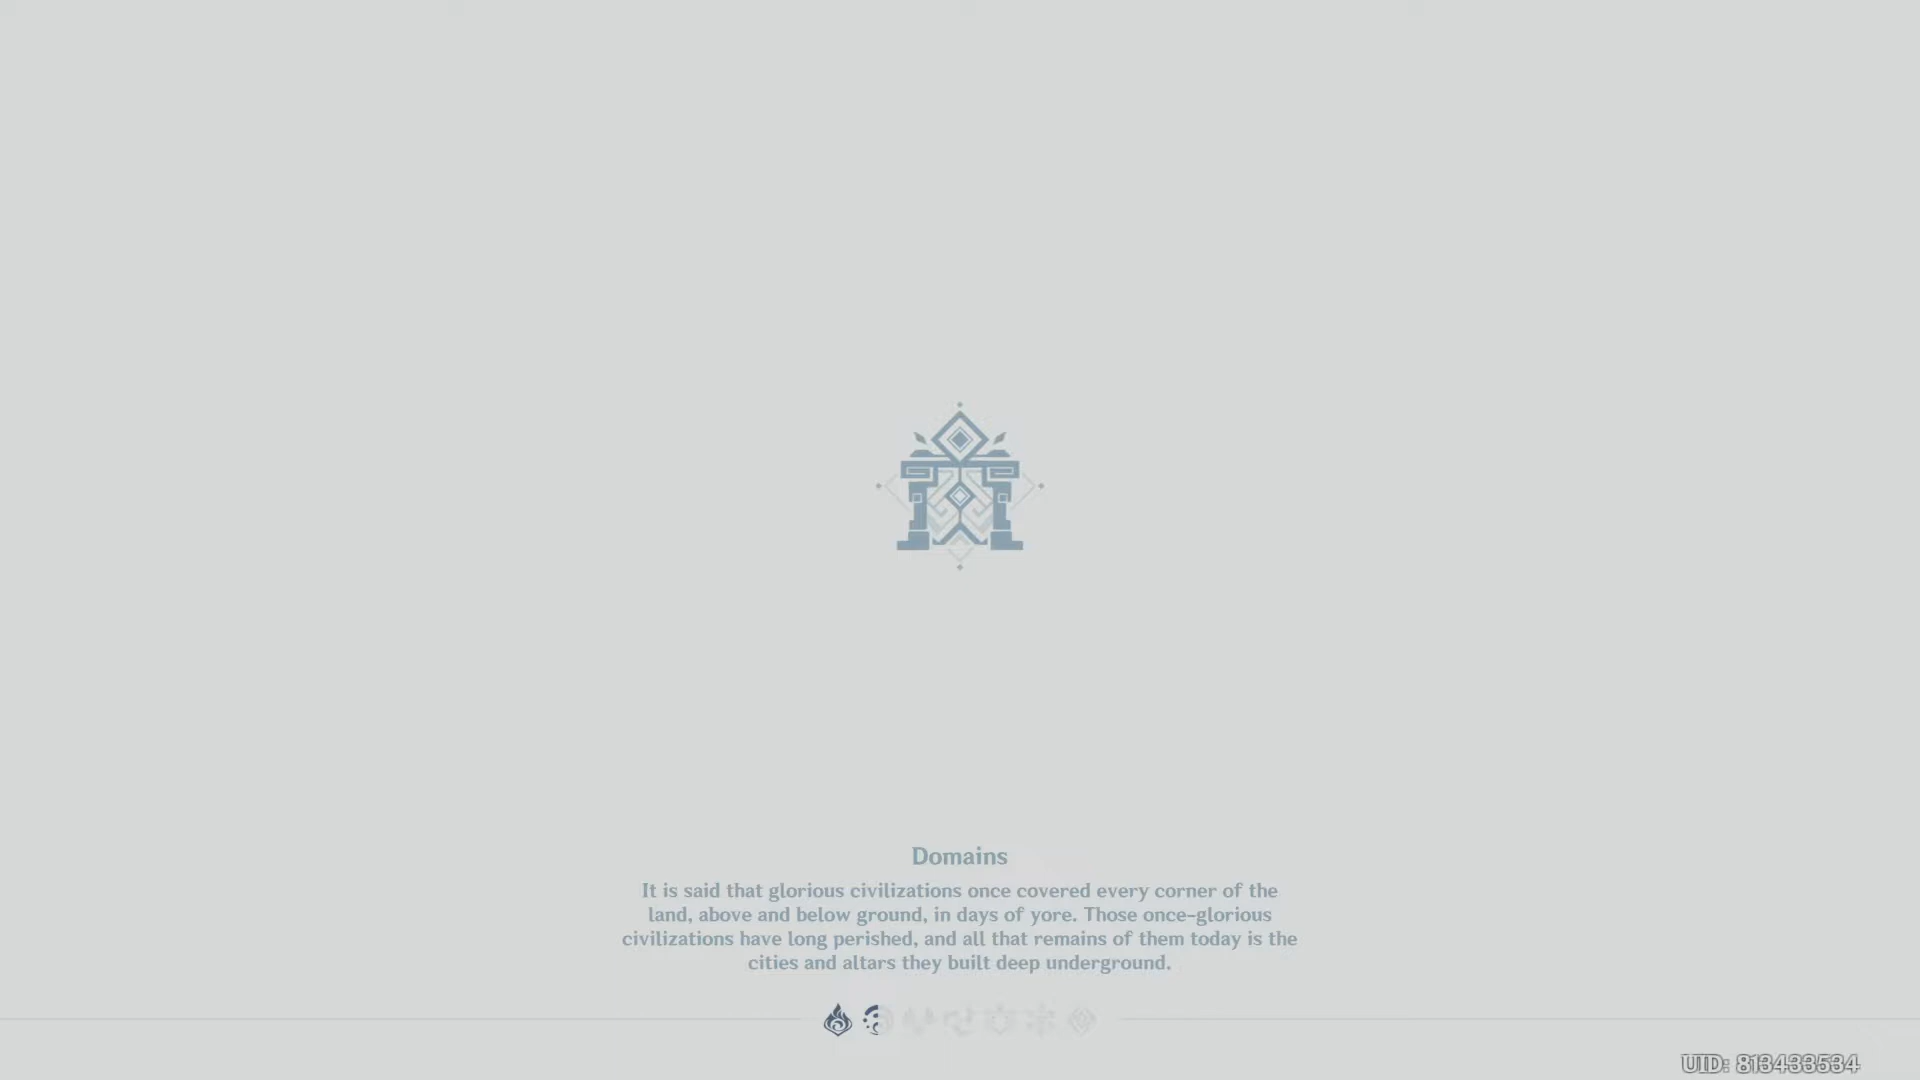 Domains
It is said that glorious civilizations once covered every corner of the
land, above and below ground, in days of yore. Those once-glorious
civilizations have long perished, and all that remains of them today is the
cities and altars they built deep underground.
UID: 813433534